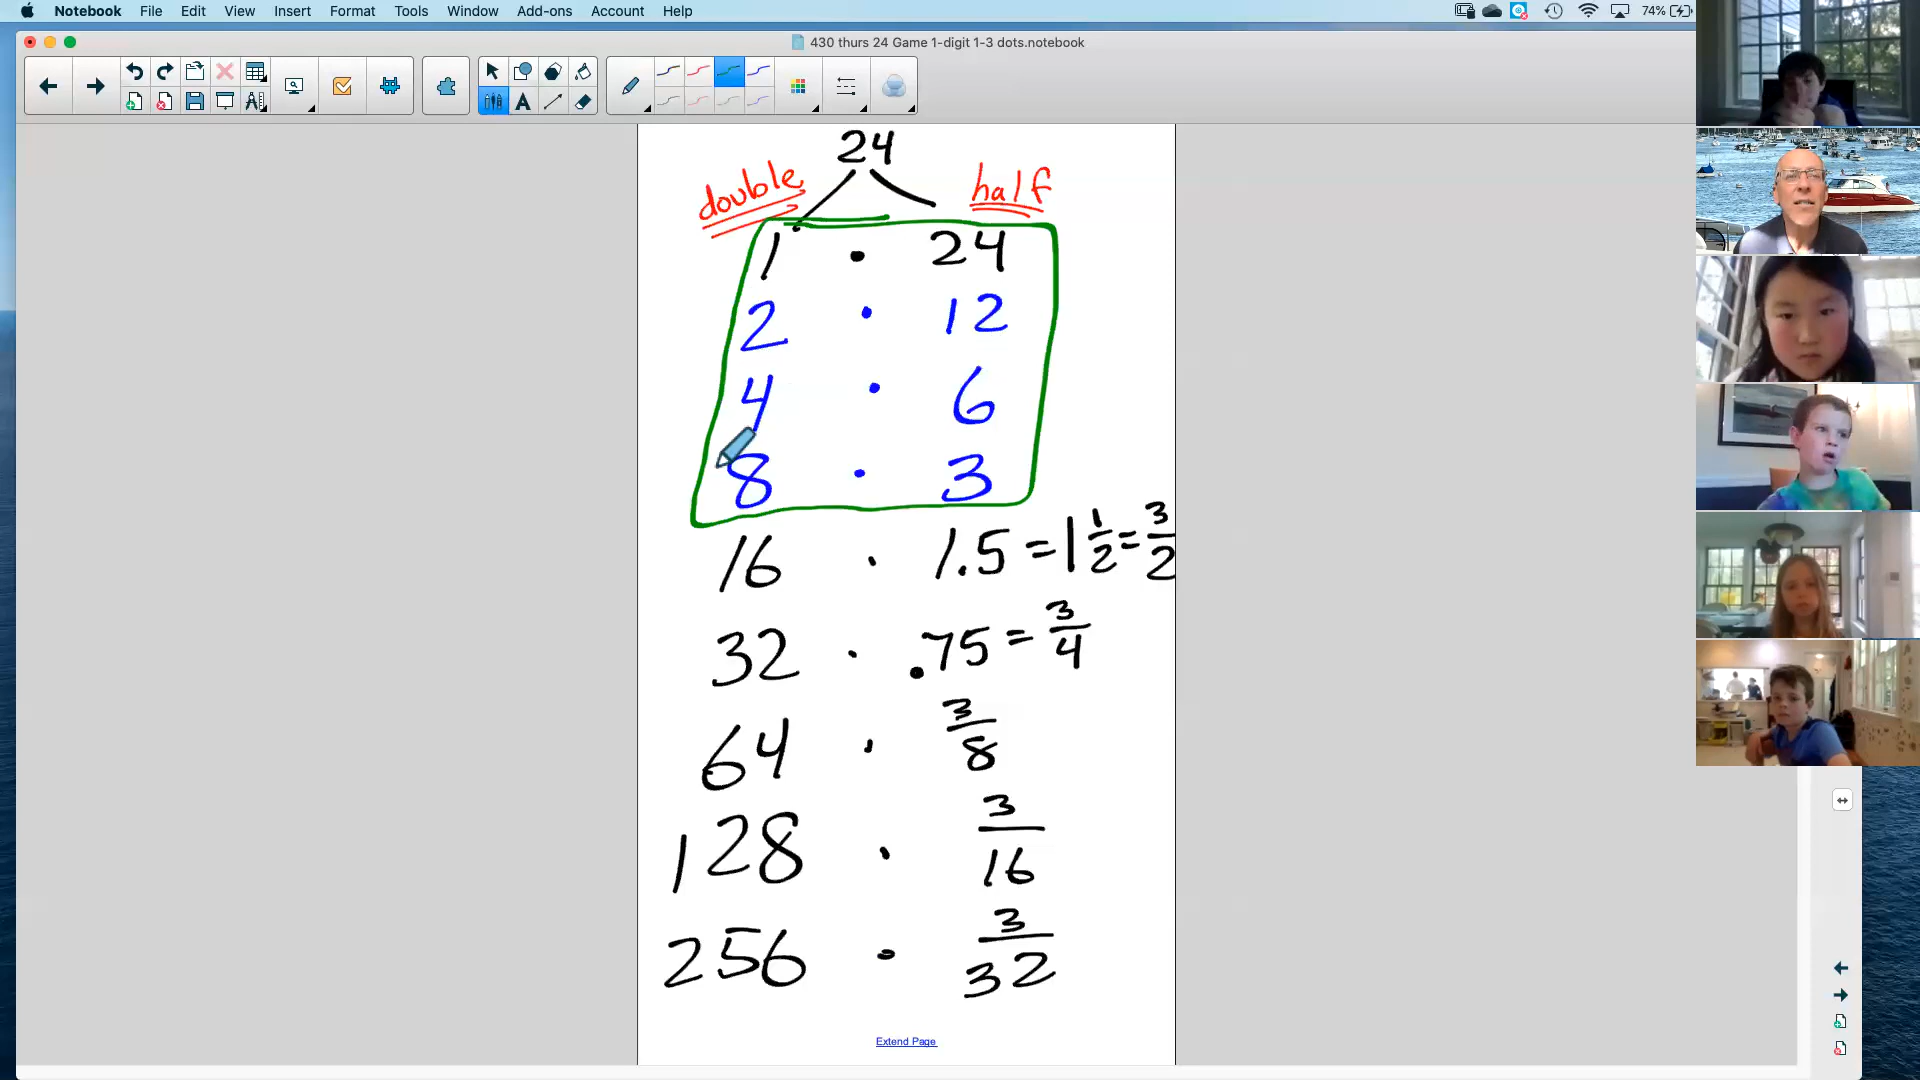 Notebook File Edit View Insert Format Tools Window Add-ons Account Help 74%
430 thurs 24 Game 1-digit 1-3 dots.notebook
A
24
double half
1 · 24
2 · 12
4 · 6
8 · 3
16 · 1.5 = 1 1/2 = 3/2
32 · .75 = 3/4
64 · 3/8
128 · 3/16
256 · 3/32
Extend Page